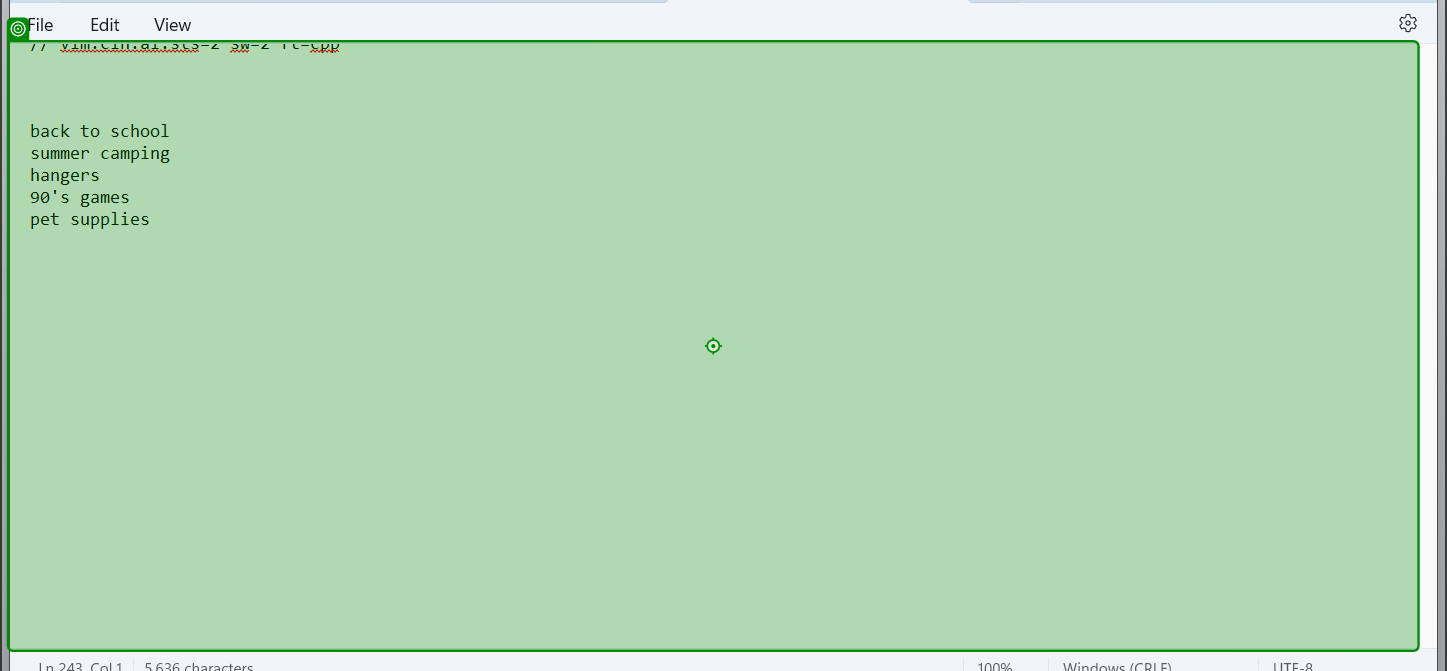 File Edit View
// vim:cin:ai:sts=2 sw=2 ft=cpp
back to school
summer camping
hangers
90's games
pet supplies
Ln 243, Col 1 5,636 characters 100% Windows (CRLF) UTF-8